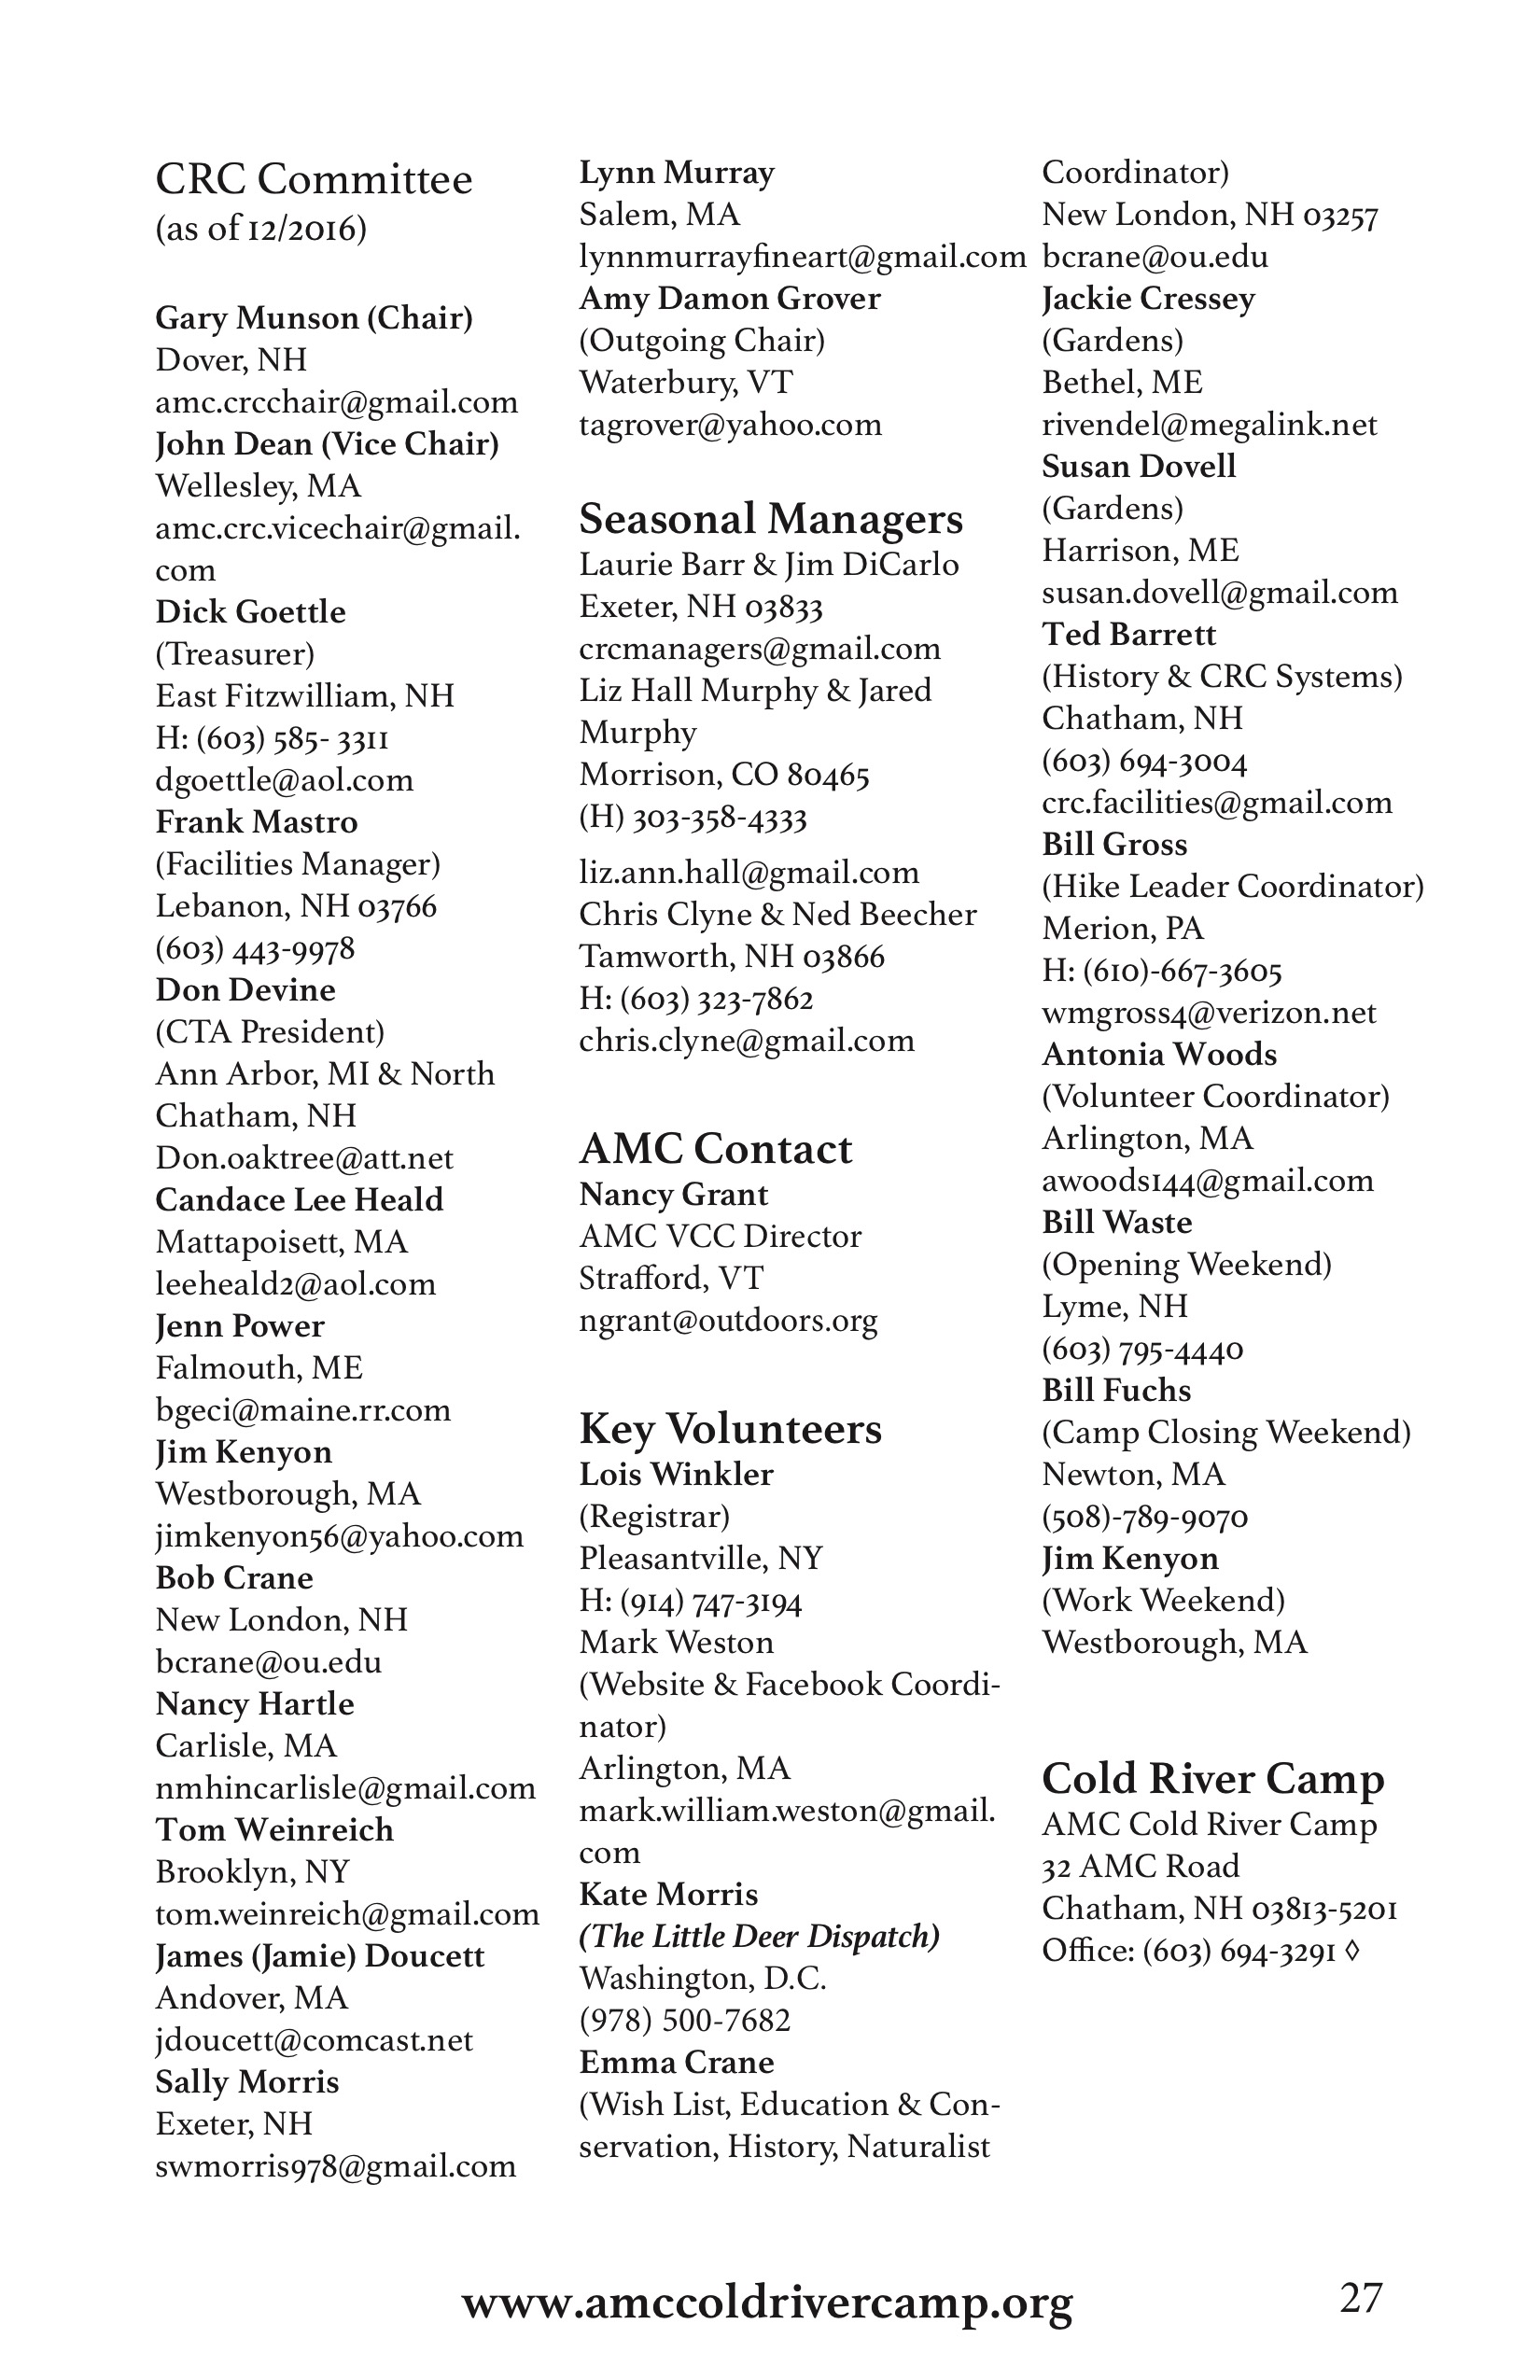 CRC Committee
(as of 12/2016)
Gary Munson (Chair)
Dover, NH
amc.crcchair@gmail.com
John Dean (Vice Chair)
Wellesley, MA
amc.crc.vicechair@gmail.
com
Dick Goettle
(Treasurer)
East Fitzwilliam, NH
H: (603) 585- 3311
dgoettle@aol.com
Frank Mastro
(Facilities Manager)
Lebanon, NH 03766
(603) 443-9978
Don Devine
(CTA President)
Ann Arbor, MI & North
Chatham, NH
Don.oaktree@att.net
Candace Lee Heald
Mattapoisett, MA
leeheald2@aol.com
Jenn Power
Falmouth, ME
bgeci@maine.rr.com
Jim Kenyon
Westborough, MA
jimkenyon56@yahoo.com
Bob Crane
New London, NH
bcrane@ou.edu
Nancy Hartle
Carlisle, MA
nmhincarlisle@gmail.com
Tom Weinreich
Brooklyn, NY
tom.weinreich@gmail.com
James (Jamie) Doucett
Andover, MA
jdoucett@comcast.net
Sally Morris
Exeter, NH
swmorris978@gmail.com
Lynn Murray
Salem, MA
lynnmurrayfineart@gmail.com
Amy Damon Grover
(Outgoing Chair)
Waterbury, VT
tagrover@yahoo.com
Seasonal Managers
Laurie Barr & Jim DiCarlo
Exeter, NH 03833
crcmanagers@gmail.com
Liz Hall Murphy & Jared
Murphy
Morrison, CO 80465
(H) 303-358-4333
liz.ann.hall@gmail.com
Chris Clyne & Ned Beecher
Tamworth, NH 03866
H: (603) 323-7862
chris.clyne@gmail.com
AMC Contact
Nancy Grant
AMC VCC Director
Strafford, VT
ngrant@outdoors.org
Key Volunteers
Lois Winkler
(Registrar)
Pleasantville, NY
H: (914) 747-3194
Mark Weston
(Website & Facebook Coordi-
nator)
Arlington, MA
mark.william.weston@gmail.
com
Kate Morris
(The Little Deer Dispatch)
Washington, D.C.
(978) 500-7682
Emma Crane
(Wish List, Education & Con-
servation, History, Naturalist
Coordinator)
New London, NH 03257
bcrane@ou.edu
Jackie Cressey
(Gardens)
Bethel, ME
rivendel@megalink.net
Susan Dovell
(Gardens)
Harrison, ME
susan.dovell@gmail.com
Ted Barrett
(History & CRC Systems)
Chatham, NH
(603) 694-3004
crc.facilities@gmail.com
Bill Gross
(Hike Leader Coordinator)
Merion, PA
H: (610)-667-3605
wmgross4@verizon.net
Antonia Woods
(Volunteer Coordinator)
Arlington, MA
awoods144@gmail.com
Bill Waste
(Opening Weekend)
Lyme, NH
(603) 795-4440
Bill Fuchs
(Camp Closing Weekend)
Newton, MA
(508)-789-9070
Jim Kenyon
(Work Weekend)
Westborough, MA
Cold River Camp
AMC Cold River Camp
32 AMC Road
Chatham, NH 03813-5201
Office: (603) 694-3291 ◊
www.amccoldrivercamp.org
27